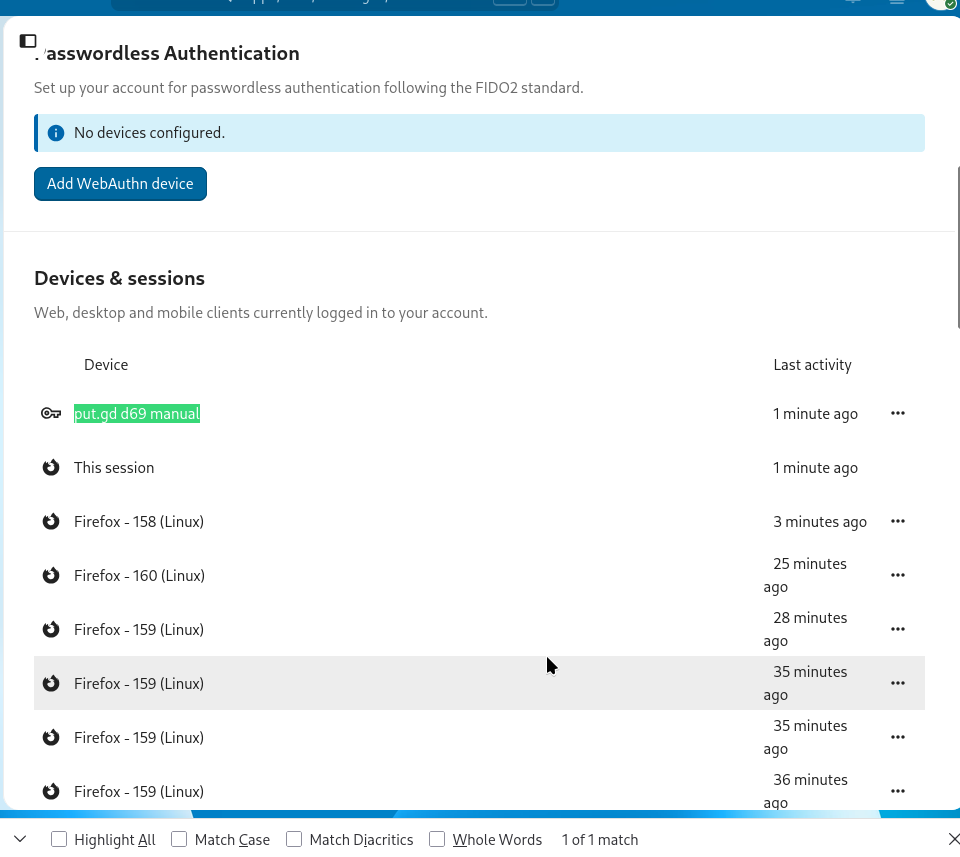 Passwordless Authentication
Set up your account for passwordless authentication following the FIDO2 standard.
No devices configured.
Add WebAuthn device
Devices & sessions
Web, desktop and mobile clients currently logged in to your account.
Device Last activity
put.gd d69 manual 1 minute ago
This session 1 minute ago
Firefox - 158 (Linux) 3 minutes ago
Firefox - 160 (Linux) 25 minutes
ago
Firefox - 159 (Linux) 28 minutes
ago
Firefox - 159 (Linux) 35 minutes
ago
Firefox - 159 (Linux) 35 minutes
ago
Firefox - 159 (Linux) 36 minutes
ago
Highlight All Match Case Match Diacritics Whole Words 1 of 1 match